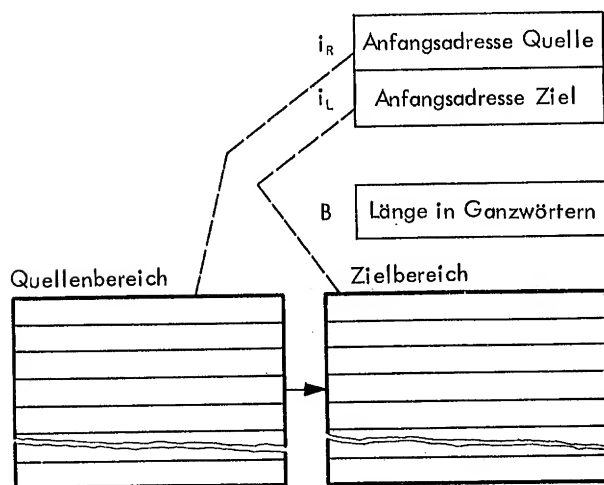 i_R Anfangsadresse Quelle
i_L Anfangsadresse Ziel
B Länge in Ganzwörtern
Quellenbereich Zielbereich